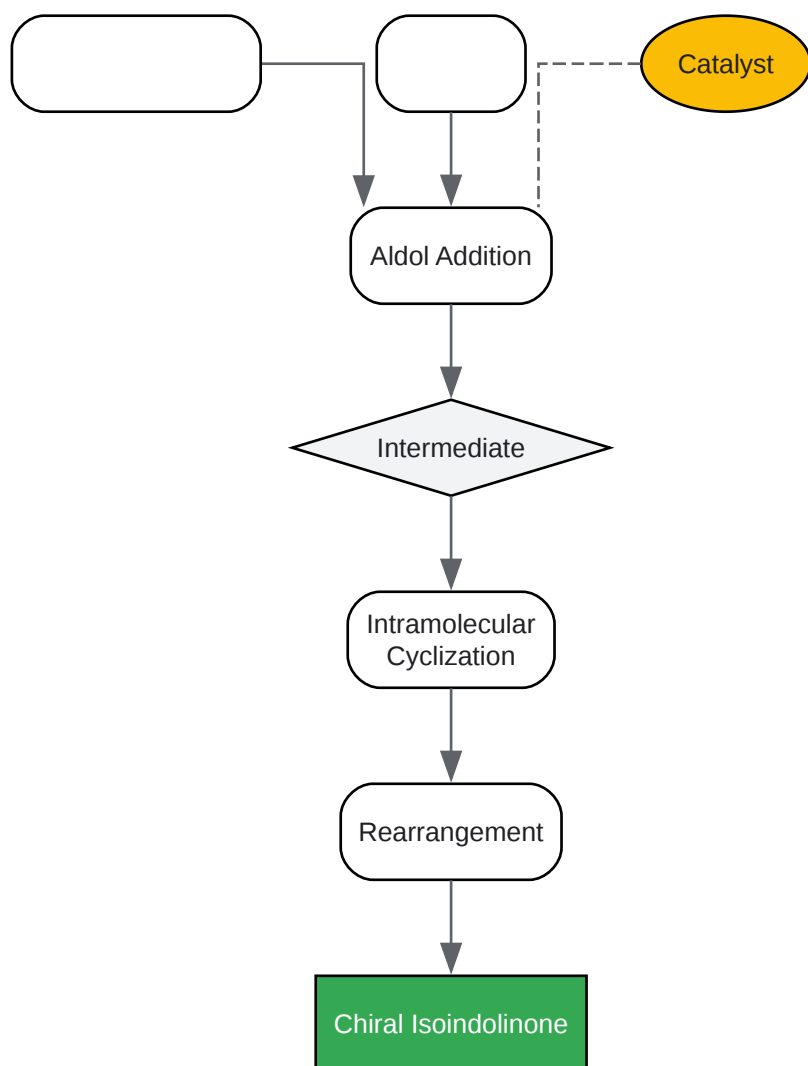 Catalyst
Aldol Addition
Intermediate
Intramolecular
Cyclization
Rearrangement
Chiral Isoindolinone